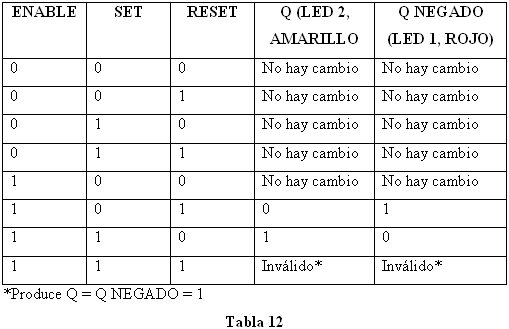 ENABLE SET RESET Q (LED 2, AMARILLO Q NEGADO (LED 1, ROJO)
0 0 0 No hay cambio No hay cambio
0 0 1 No hay cambio No hay cambio
0 1 0 No hay cambio No hay cambio
0 1 1 No hay cambio No hay cambio
1 0 0 No hay cambio No hay cambio
1 0 1 0 1
1 1 0 1 0
1 1 1 Inválido* Inválido*
*Produce Q = Q NEGADO = 1
Tabla 12